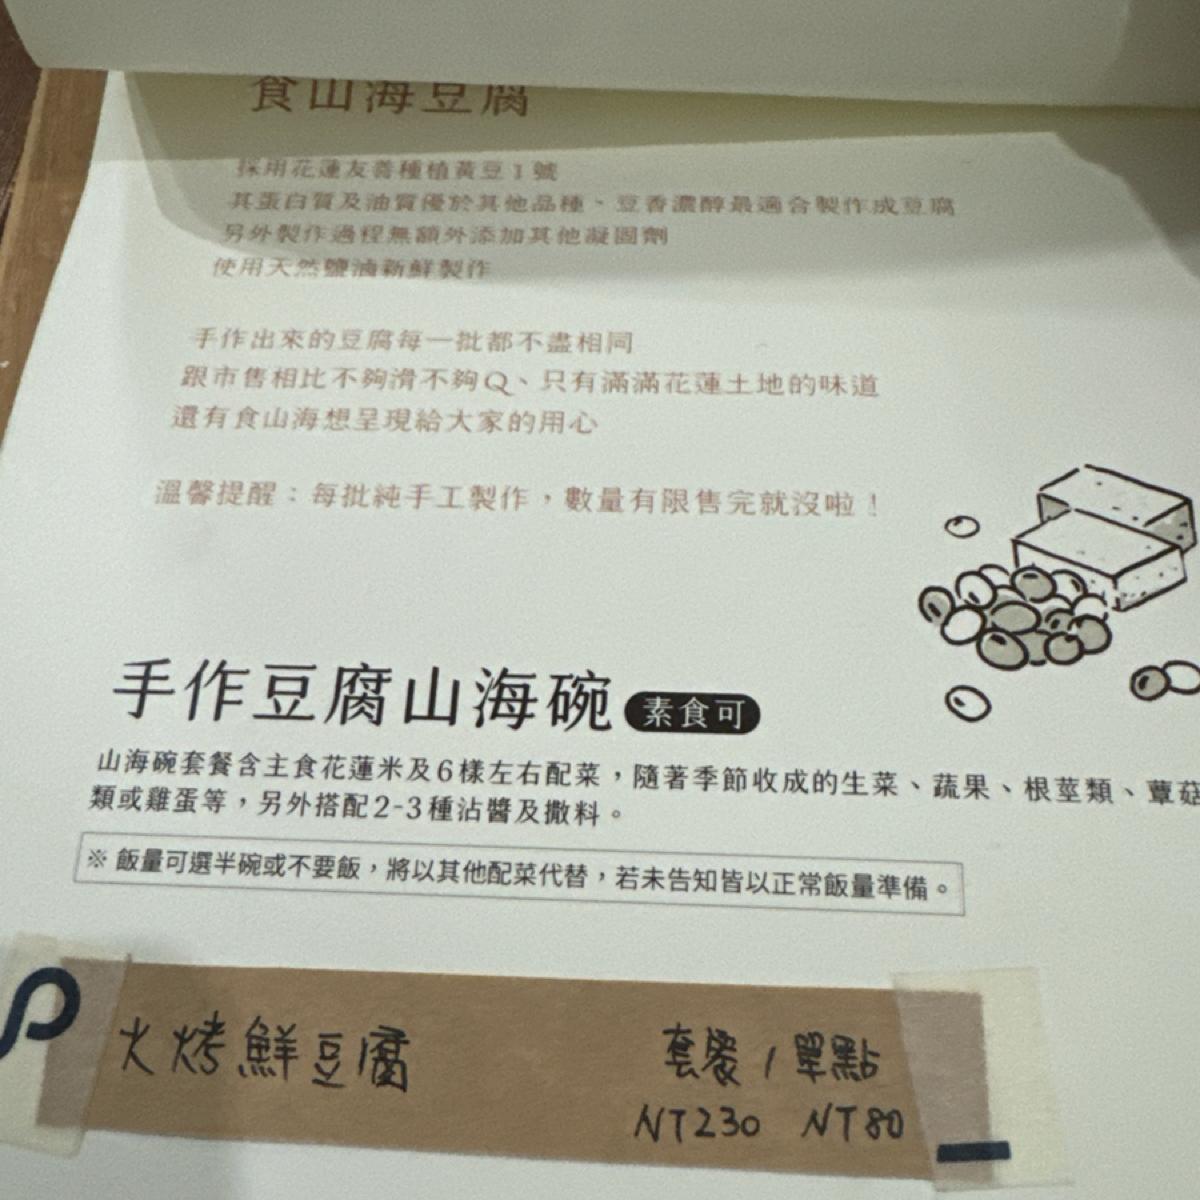 食山海豆腐
採用花蓮友善種植黃豆1號
其蛋白質及油質優於其他品種、豆香濃醇最適合製作成豆腐
另外製作過程無額外添加其他凝固劑
使用天然鹽滷新鮮製作
手作出來的豆腐每一批都不盡相同
跟市售相比不夠滑不夠Q、只有滿滿花蓮土地的味道
還有食山海想呈現給大家的用心
溫馨提醒：每批純手工製作，數量有限售完就沒啦！
手作豆腐山海碗 素食可
山海碗套餐含主食花蓮米及6樣左右配菜，隨著季節收成的生菜、蔬果、根莖類、蕈菇
類或雞蛋等，另外搭配2-3種沾醬及撒料。
※ 飯量可選半碗或不要飯，將以其他配菜代替，若未告知皆以正常飯量準備。
火烤鮮豆腐 套餐 / 單點
NT230 NT80